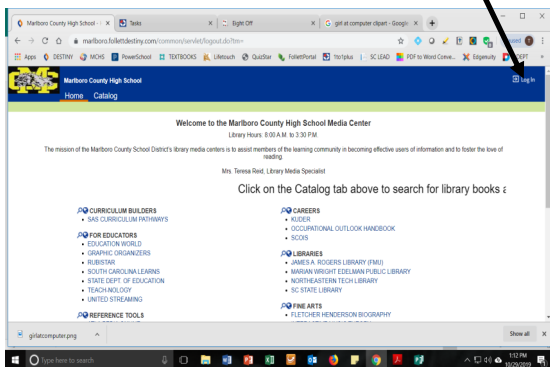 Marlboro County High School - H
Tasks
Eight Off
girl at computer clipart - Google
marlboro.follettdestiny.com/common/servlet/logout.do?tm=
Apps DESTINY MCHS PowerSchool TEXTBOOKS Lifetouch QuizStar FollettPortal 1to1plus SC LEAD PDF to Word Conve... Edgenuity DEPT
Marlboro County High School
Log In
Home Catalog
Welcome to the Marlboro County High School Media Center
Library Hours: 8:00 A.M. to 3:30 PM
The mission of the Marlboro County School District's library media centers is to assist members of the learning community in becoming effective users of information and to foster the love of
reading.
Mrs. Teresa Reid, Library Media Specialist
Click on the Catalog tab above to search for library books
CURRICULUM BUILDERS
SAS CURRICULUM PATHWAYS
FOR EDUCATORS
EDUCATION WORLD
GRAPHIC ORGANIZERS
RUBISTAR
SOUTH CAROLINA LEARNS
STATE DEPT. OF EDUCATION
TEACH-NOLOGY
UNITED STREAMING
REFERENCE TOOLS
CAREERS
KUDER
OCCUPATIONAL OUTLOOK HANDBOOK
SCOIS
LIBRARIES
JAMES A. ROGERS LIBRARY (FMU)
MARIAN WRIGHT EDELMAN PUBLIC LIBRARY
NORTHEASTERN TECH LIBRARY
SC STATE LIBRARY
FINE ARTS
FLETCHER HENDERSON BIOGRAPHY
girlatcomputer.png
Show all
Type here to search
1:12 PM
10/29/2019